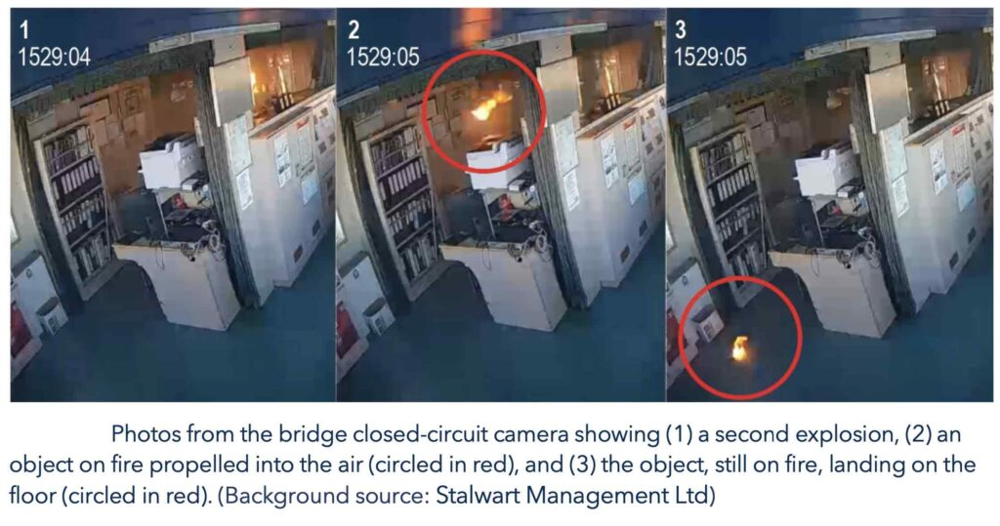 1
1529:04
2
1529:05
3
1529:05
Photos from the bridge closed-circuit camera showing (1) a second explosion, (2) an
object on fire propelled into the air (circled in red), and (3) the object, still on fire, landing on the
floor (circled in red). (Background source: Stalwart Management Ltd)